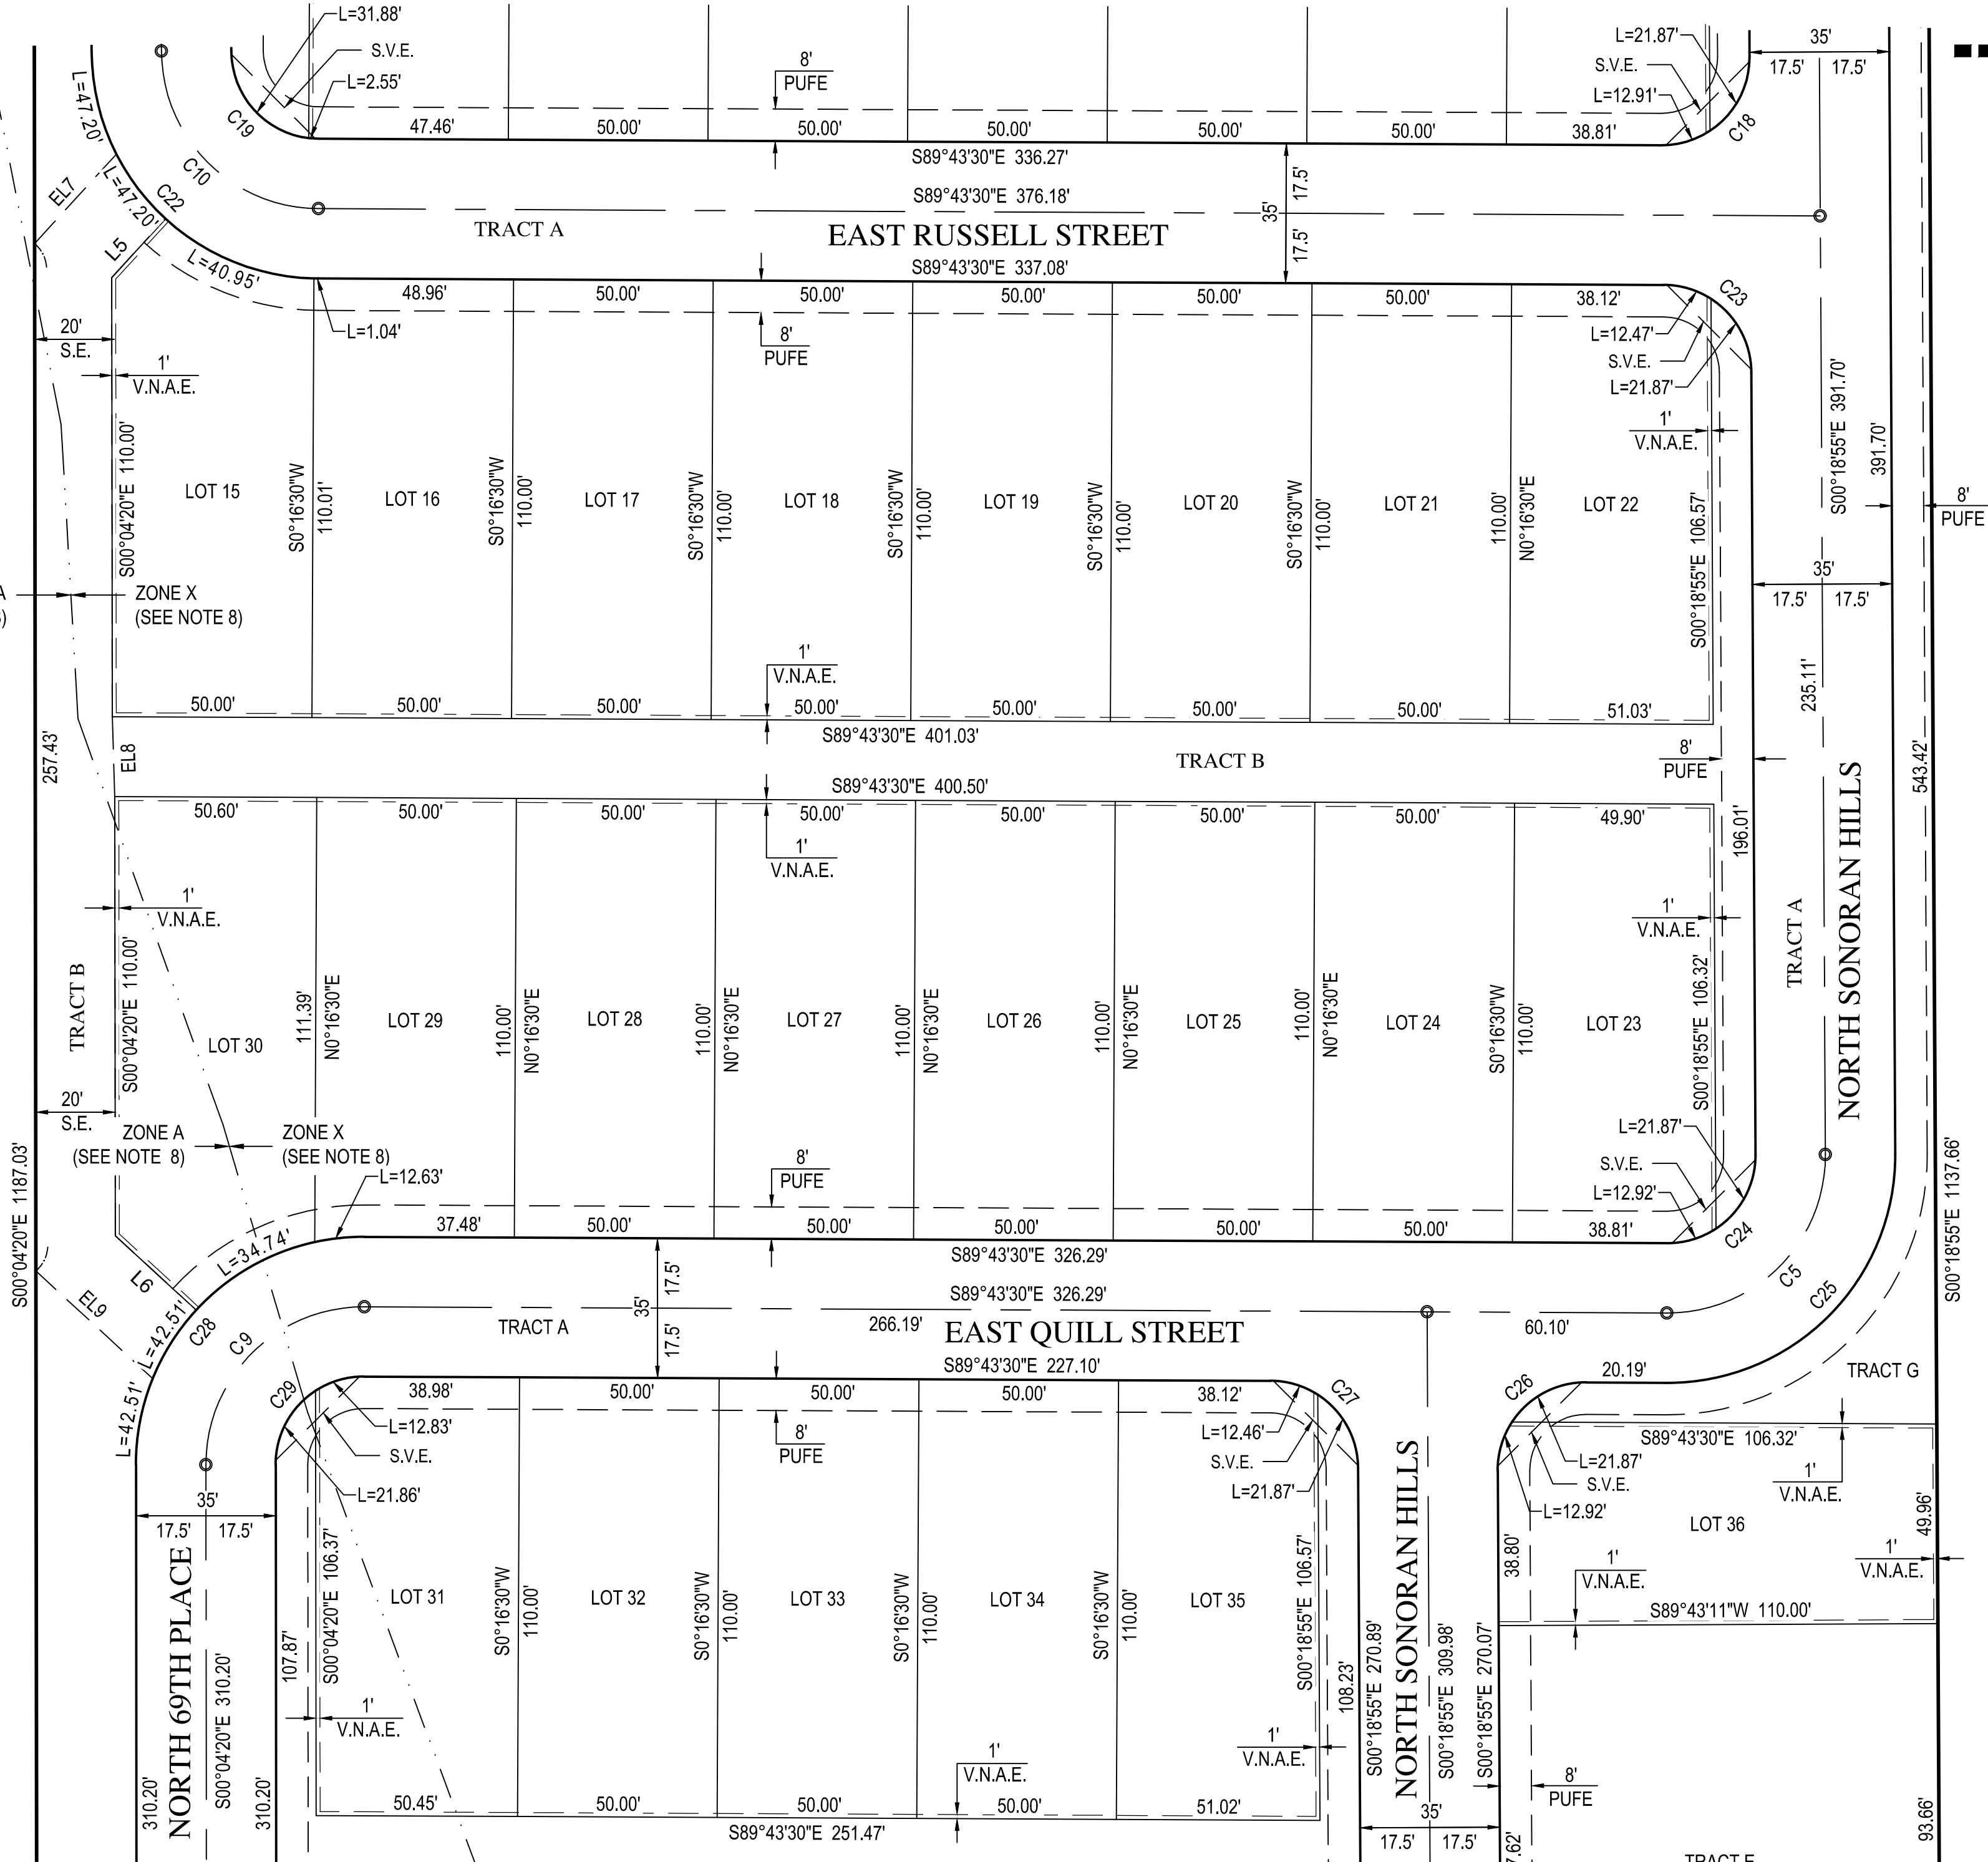 L=31.88'
S.V.E.
L=2.55'
L=47.20'
C19
C10
8'
PUFE
L=21.87'
S.V.E.
L=12.91'
C18
35'
17.5' 17.5'
47.46' 50.00' 50.00' 50.00' 50.00' 50.00' 38.81'
S89°43'30"E 336.27'
EL7
L=47.20'
C22
L5
L=40.95'
S89°43'30"E 376.18'
TRACT A
EAST RUSSELL STREET
17.5'
35'
17.5'
S89°43'30"E 337.08'
48.96' 50.00' 50.00' 50.00' 50.00' 50.00' 38.12'
C23
L=1.04'
8'
PUFE
L=12.47'
S.V.E.
L=21.87'
20'
S.E.
1'
V.N.A.E.
1'
V.N.A.E.
S00°04'20"E 110.00'
LOT 15
S0°16'30"W
110.01'
LOT 16
S0°16'30"W
110.00'
LOT 17
S0°16'30"W
110.00'
LOT 18
S0°16'30"W
110.00'
LOT 19
S0°16'30"W
110.00'
LOT 20
S0°16'30"W
110.00'
LOT 21
110.00'
N0°16'30"E
LOT 22
S00°18'55"E 106.57'
S00°18'55"E 391.70'
391.70'
8'
PUFE
A
)
ZONE X
(SEE NOTE 8)
35'
17.5' 17.5'
1'
V.N.A.E.
50.00' 50.00' 50.00' 50.00' 50.00' 50.00' 50.00' 51.03'
S89°43'30"E 401.03'
257.43'
EL8
TRACT B
8'
PUFE
235.11'
543.42'
S89°43'30"E 400.50'
50.60' 50.00' 50.00' 50.00' 50.00' 50.00' 50.00' 49.90'
1'
V.N.A.E.
196.01'
1'
V.N.A.E.
1'
V.N.A.E.
TRACT B
S00°04'20"E 110.00'
LOT 30
111.39'
N0°16'30"E
LOT 29
110.00'
N0°16'30"E
LOT 28
110.00'
N0°16'30"E
LOT 27
110.00'
N0°16'30"E
LOT 26
110.00'
N0°16'30"E
LOT 25
110.00'
N0°16'30"E
LOT 24
S0°16'30"W
110.00'
LOT 23
S00°18'55"E 106.32'
TRACT A
NORTH SONORAN HILLS
20'
S.E.
ZONE A
(SEE NOTE 8)
ZONE X
(SEE NOTE 8)
L=12.63'
8'
PUFE
L=21.87'
S.V.E.
L=12.92'
S00°04'20"E 1187.03'
S00°18'55"E 1137.66'
37.48' 50.00' 50.00' 50.00' 50.00' 50.00' 38.81'
C24
L=34.74'
L6
EL9
L=42.51'
C28
C9
L=42.51'
S89°43'30"E 326.29'
17.5'
35'
17.5'
S89°43'30"E 326.29'
TRACT A
266.19'
EAST QUILL STREET
60.10'
C5
C25
S89°43'30"E 227.10'
C29
38.98' 50.00' 50.00' 50.00' 38.12'
C27
C26
20.19'
TRACT G
L=12.83'
S.V.E.
L=21.86'
8'
PUFE
L=12.46'
S.V.E.
L=21.87'
L=21.87'
S.V.E.
L=12.92'
S89°43'30"E 106.32'
1'
V.N.A.E.
35'
17.5' 17.5'
LOT 36
49.96'
38.80'
1'
V.N.A.E.
1'
V.N.A.E.
S89°43'11"W 110.00'
NORTH 69TH PLACE
S00°04'20"E 310.20'
310.20'
310.20'
107.87'
S00°04'20"E 106.37'
LOT 31
S0°16'30"W
110.00'
LOT 32
S0°16'30"W
110.00'
LOT 33
S0°16'30"W
110.00'
LOT 34
S0°16'30"W
110.00'
LOT 35
S00°18'55"E 106.57'
108.23'
S00°18'55"E 270.89'
NORTH SONORAN HILLS
S00°18'55"E 309.98'
S00°18'55"E 270.07'
1'
V.N.A.E.
1'
V.N.A.E.
1'
V.N.A.E.
8'
PUFE
50.45' 50.00' 50.00' 50.00' 51.02'
S89°43'30"E 251.47'
35'
17.5' 17.5'
93.66'